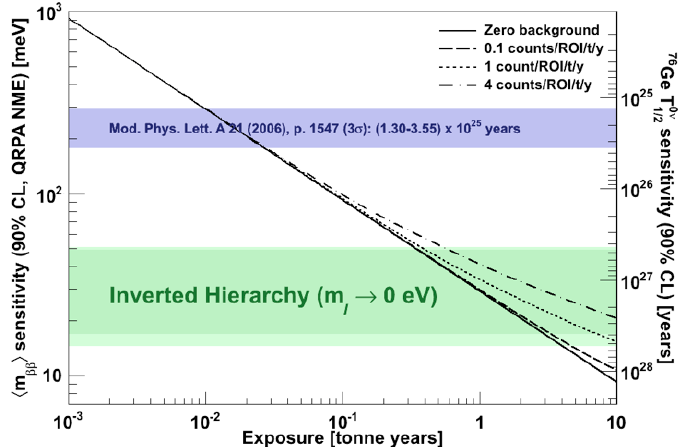 10³
10²
10
⟨m_ββ⟩ sensitivity (90% CL, QRPA NME) [meV]
Zero background
0.1 counts/ROI/t/y
1 count/ROI/t/y
4 counts/ROI/t/y
Mod. Phys. Lett. A 21 (2006), p. 1547 (3σ): (1.30-3.55) x 10²⁵ years
Inverted Hierarchy (m_l → 0 eV)
10²⁵
10²⁶
10²⁷
10²⁸
⁷⁶Ge T₁/₂⁰ᵛ sensitivity (90% CL) [years]
10⁻³ 10⁻² 10⁻¹ 1 10
Exposure [tonne years]